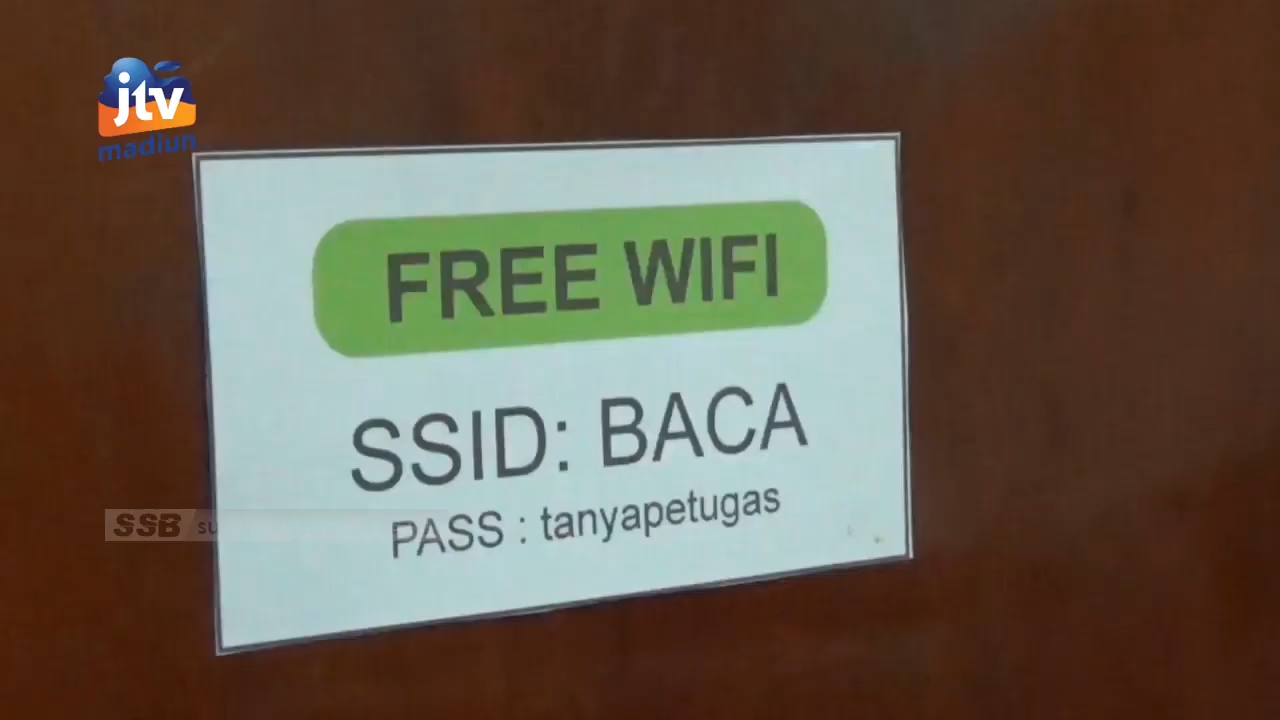 jtv
madiun
FREE WIFI
SSID: BACA
PASS : tanyapetugas
SSB